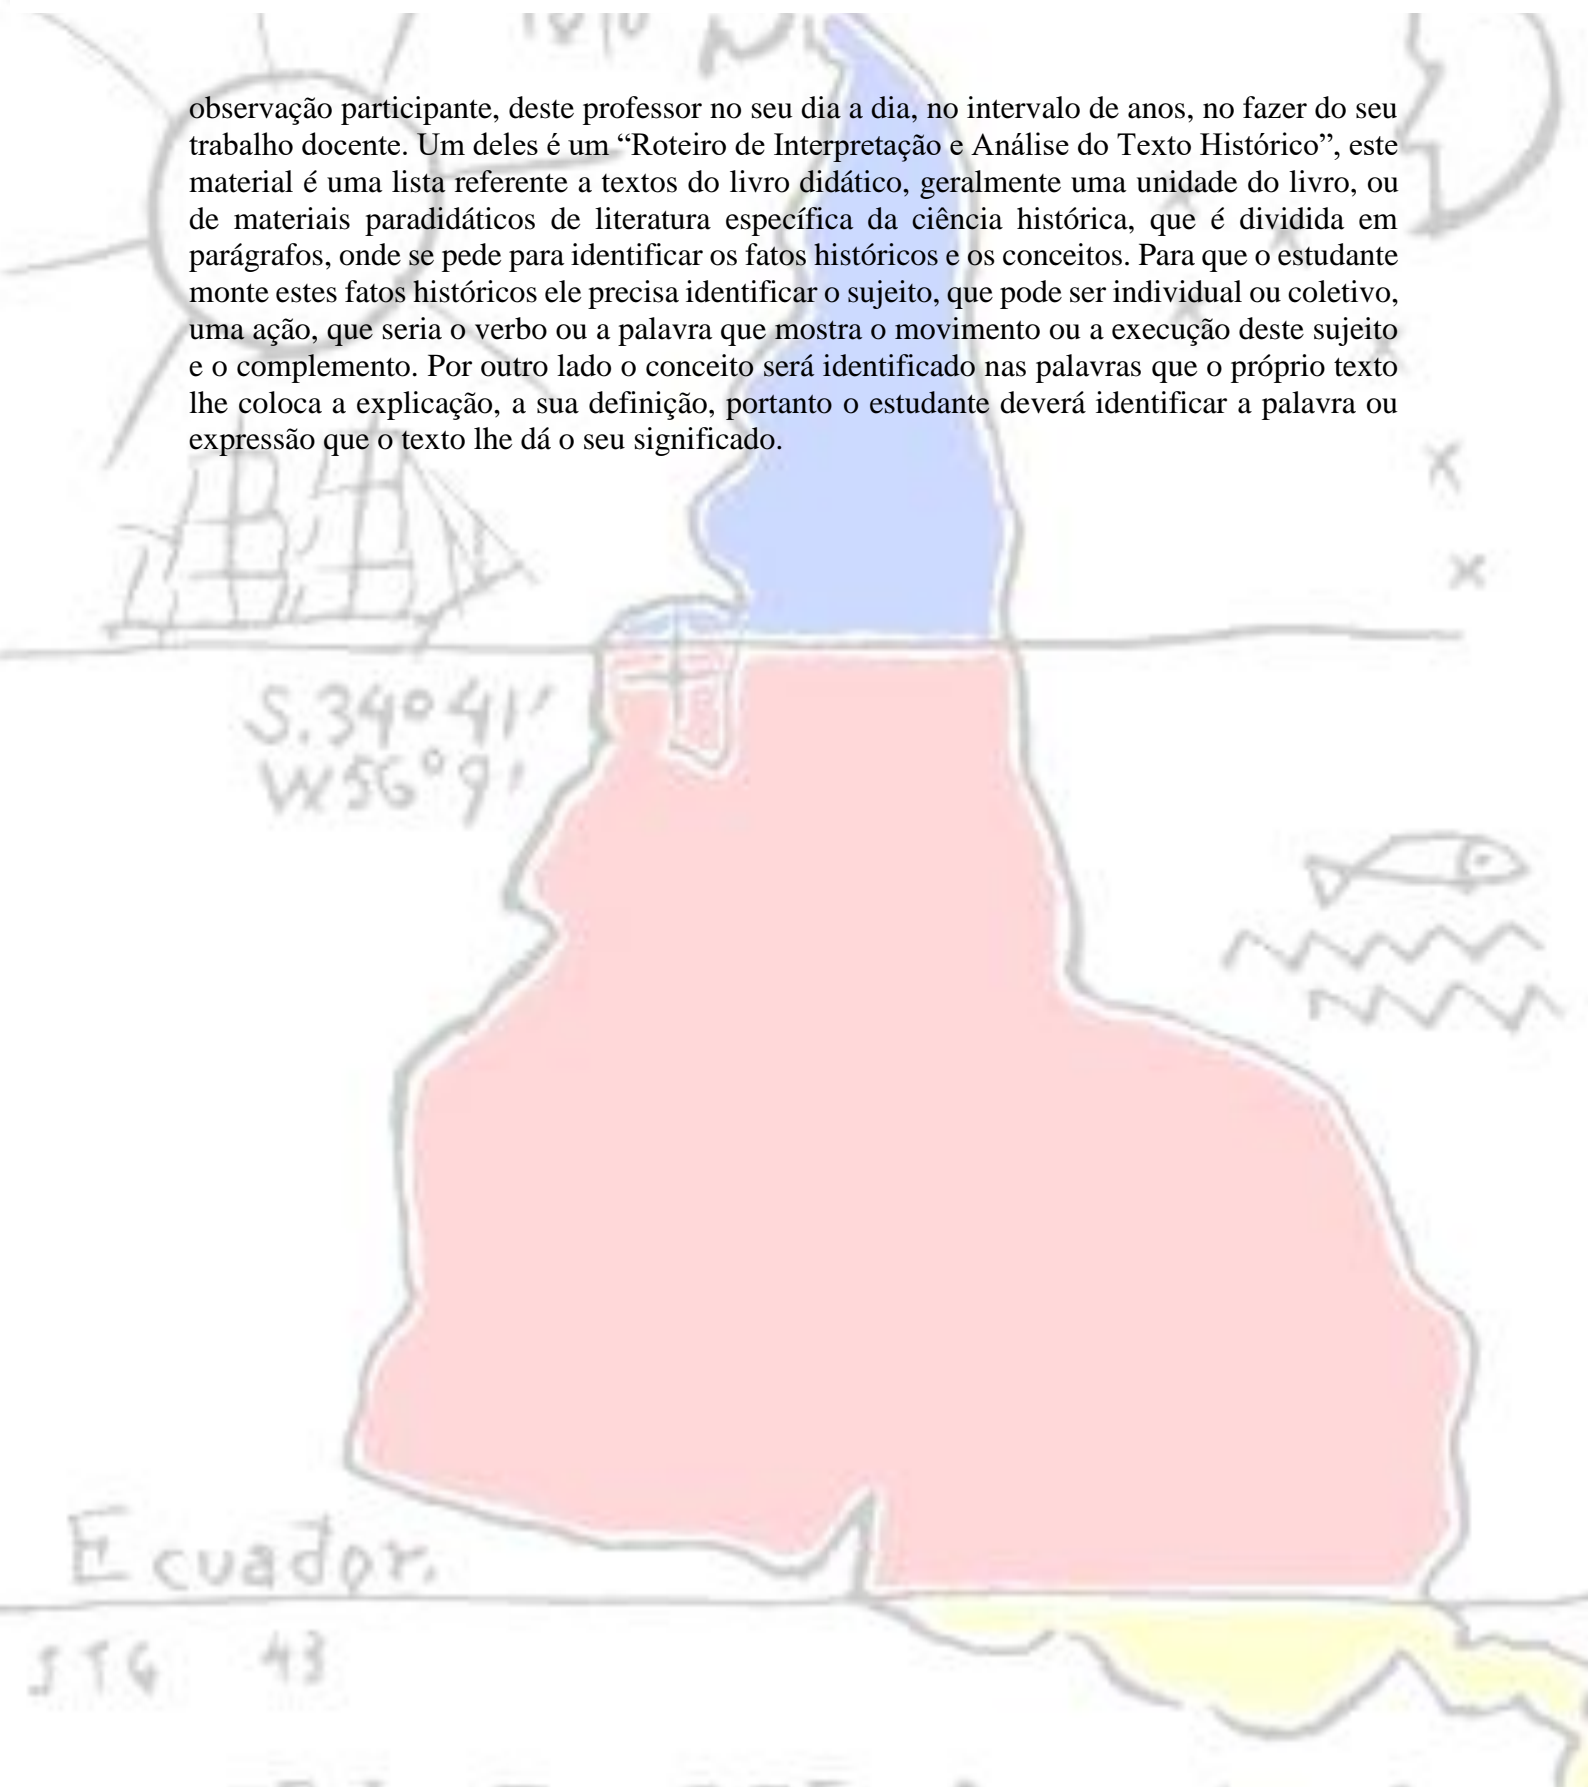 observação participante, deste professor no seu dia a dia, no intervalo de anos, no fazer do seu
trabalho docente. Um deles é um “Roteiro de Interpretação e Análise do Texto Histórico”, este
material é uma lista referente a textos do livro didático, geralmente uma unidade do livro, ou
de materiais paradidáticos de literatura específica da ciência histórica, que é dividida em
parágrafos, onde se pede para identificar os fatos históricos e os conceitos. Para que o estudante
monte estes fatos históricos ele precisa identificar o sujeito, que pode ser individual ou coletivo,
uma ação, que seria o verbo ou a palavra que mostra o movimento ou a execução deste sujeito
e o complemento. Por outro lado o conceito será identificado nas palavras que o próprio texto
lhe coloca a explicação, a sua definição, portanto o estudante deverá identificar a palavra ou
expressão que o texto lhe dá o seu significado.
S. 34º 41'
W 56º 9'
Ecuador.
JTG 43